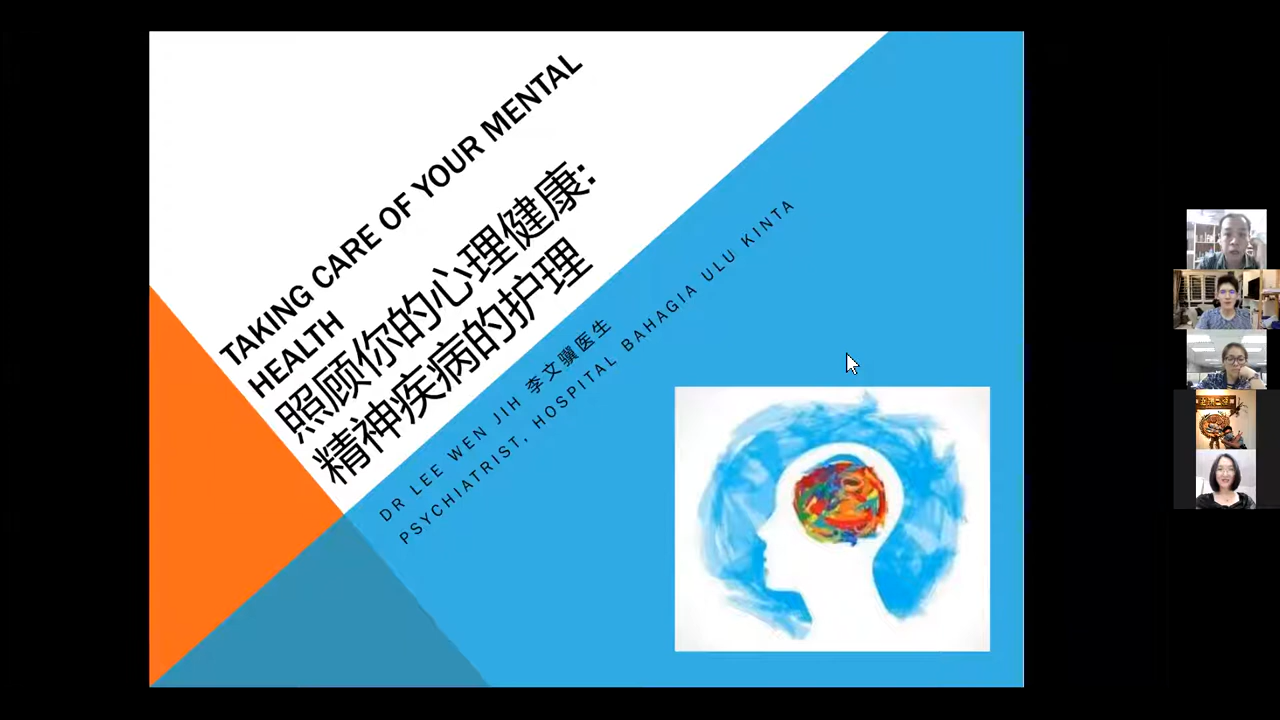 TAKING CARE OF YOUR MENTAL
HEALTH
照顾你的心理健康:
精神疾病的护理
DR LEE WEN JIH 李文骥医生
PSYCHIATRIST, HOSPITAL BAHAGIA ULU KINTA